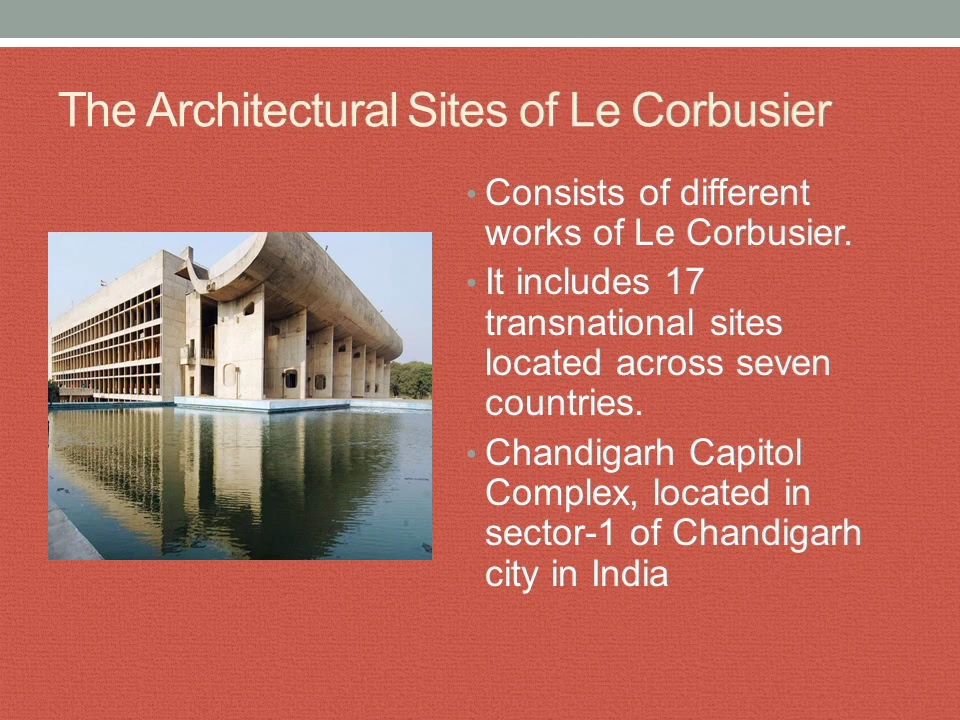 The Architectural Sites of Le Corbusier
• Consists of different
works of Le Corbusier.
• It includes 17
transnational sites
located across seven
countries.
• Chandigarh Capitol
Complex, located in
sector-1 of Chandigarh
city in India